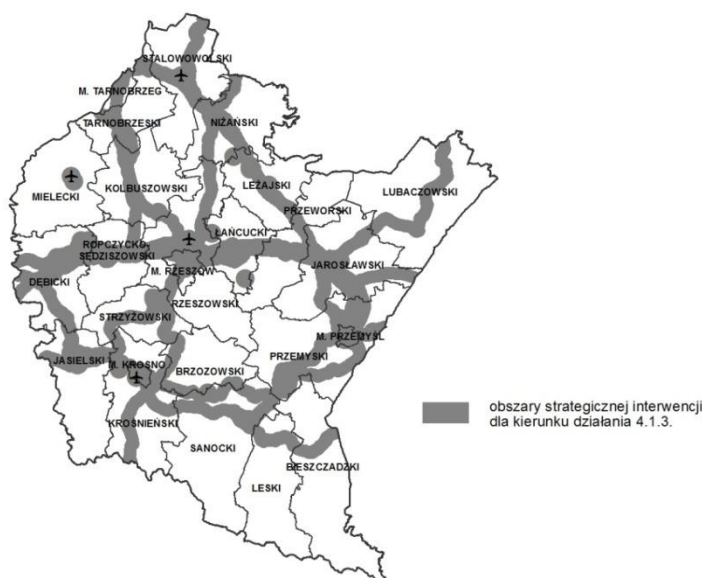 STALOWOWOLSKI
M. TARNOBRZEG
TARNOBRZESKI
NIŻAŃSKI
MIELECKI
KOLBUSZOWSKI
LEŻAJSKI
LUBACZOWSKI
PRZEWORSKI
ROPCZYCKO-
SĘDZISZOWSKI
ŁAŃCUCKI
M. RZESZÓW
JAROSŁAWSKI
DĘBICKI
RZESZOWSKI
STRZYŻOWSKI
M. PRZEMYŚL
JASIELSKI
M. KROSNO
BRZOZOWSKI
PRZEMYSKI
KROŚNIEŃSKI
SANOCKI
BIESZCZADZKI
LESKI
obszary strategicznej interwencji
dla kierunku działania 4.1.3.